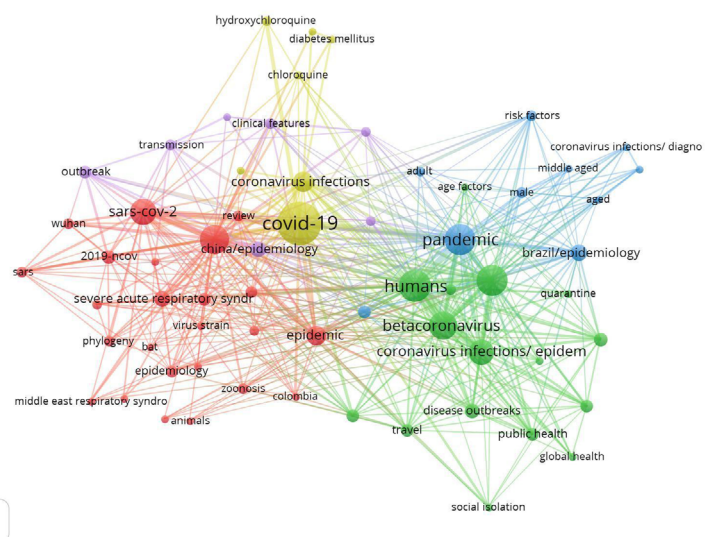 hydroxychloroquine
diabetes mellitus
chloroquine
risk factors
clinical features
transmission
coronavirus infections/ diagno
middle aged
outbreak
adult
coronavirus infections
age factors
male
aged
sars-cov-2
review
wuhan
covid-19
pandemic
china/epidemiology
brazil/epidemiology
2019-ncov
sars
humans
quarantine
severe acute respiratory syndr
virus strain
betacoronavirus
epidemic
phylogeny
bat
coronavirus infections/ epidem
epidemiology
zoonosis
colombia
middle east respiratory syndro
disease outbreaks
animals
travel
public health
global health
social isolation